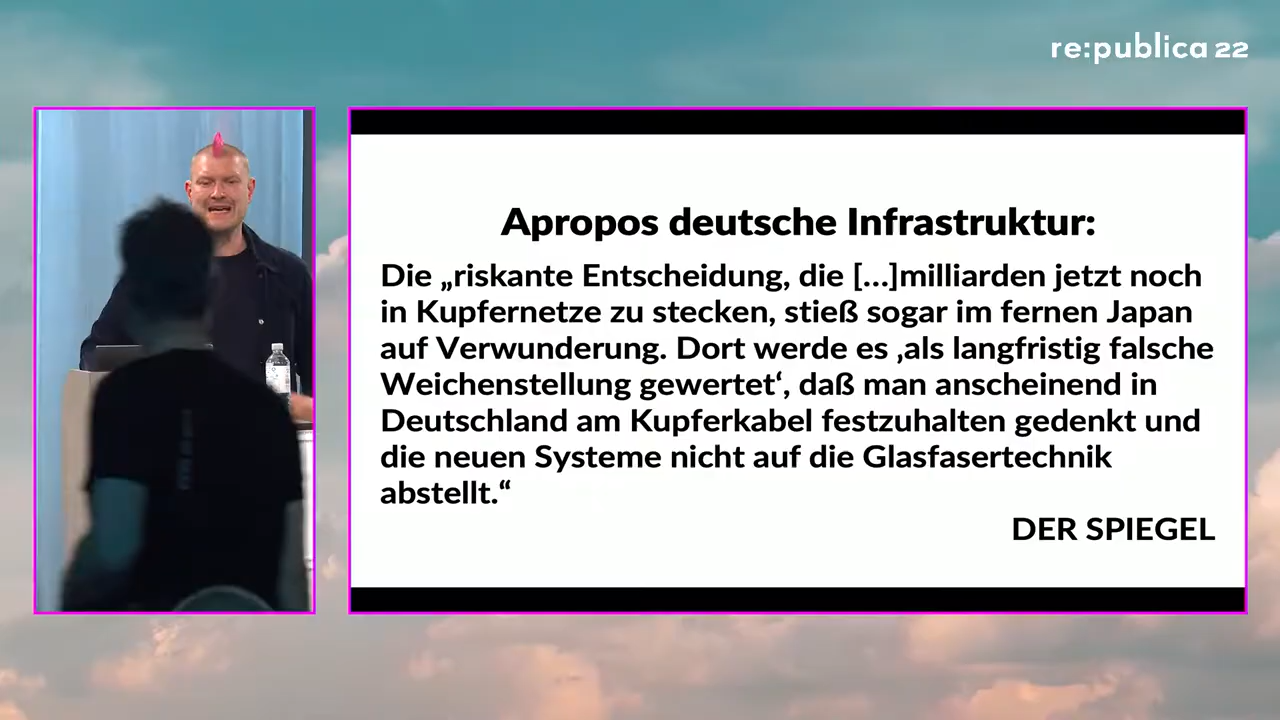 re:publica 22
Apropos deutsche Infrastruktur:
Die „riskante Entscheidung, die [...]milliarden jetzt noch
in Kupfernetze zu stecken, stieß sogar im fernen Japan
auf Verwunderung. Dort werde es ‚als langfristig falsche
Weichenstellung gewertet‘, daß man anscheinend in
Deutschland am Kupferkabel festzuhalten gedenkt und
die neuen Systeme nicht auf die Glasfasertechnik
abstellt.“
DER SPIEGEL